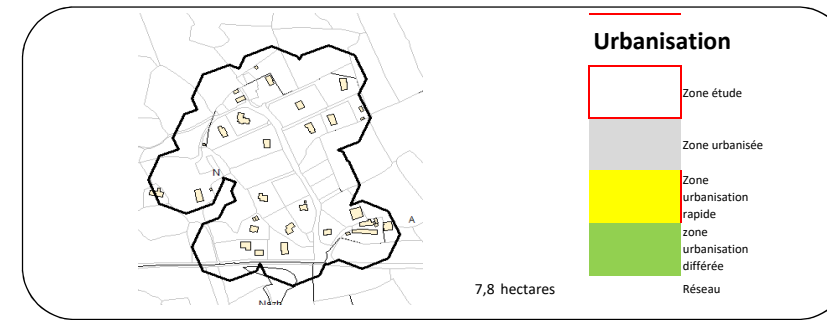 Urbanisation
Zone étude
Zone urbanisée
Zone
urbanisation
rapide
zone
urbanisation
différée
7,8 hectares
Réseau
N
A